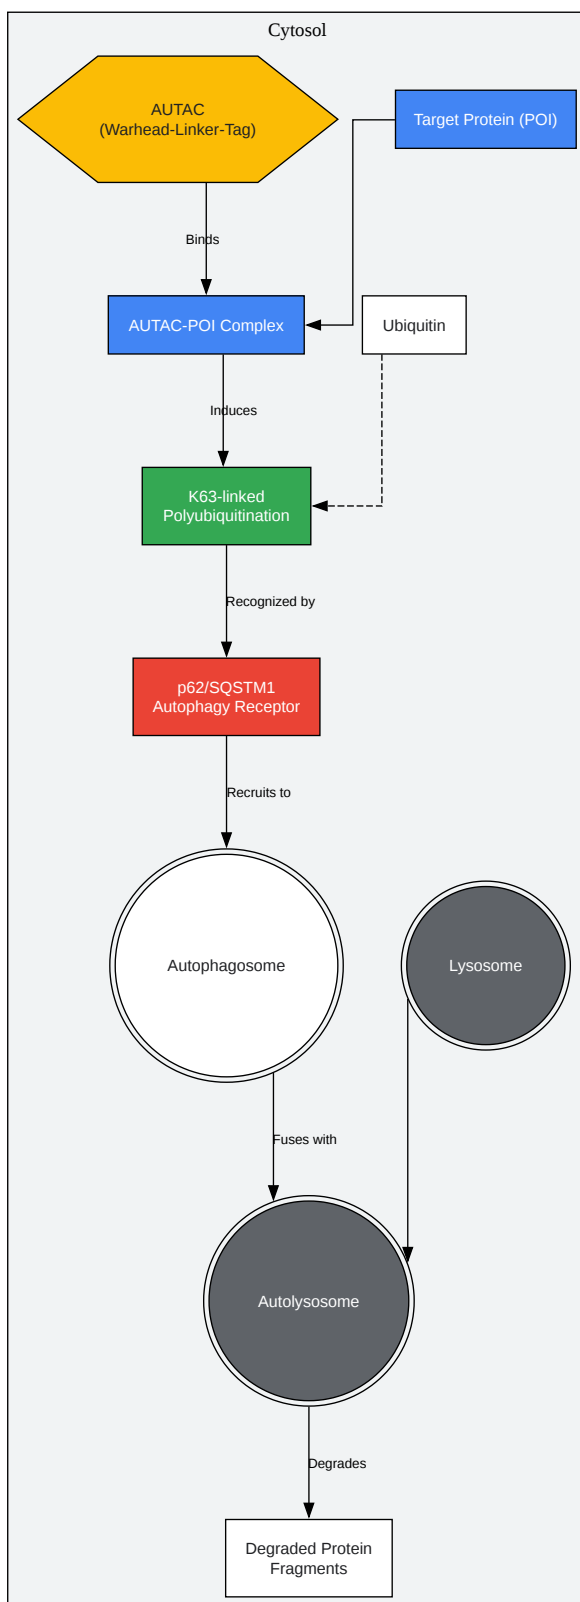 Cytosol
AUTAC
(Warhead-Linker-Tag)
Target Protein (POI)
Binds
AUTAC-POI Complex
Ubiquitin
Induces
K63-linked
Polyubiquitination
Recognized by
p62/SQSTM1
Autophagy Receptor
Recruits to
Autophagosome
Lysosome
Fuses with
Autolysosome
Degrades
Degraded Protein
Fragments